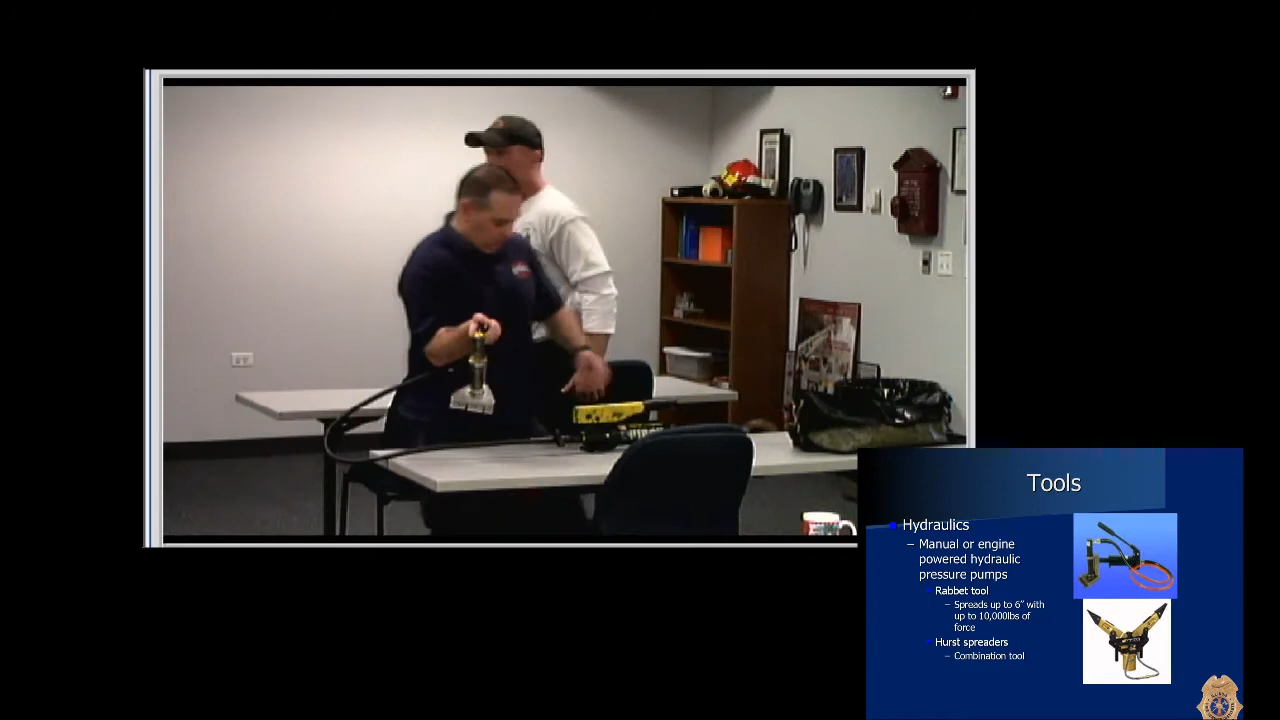 Tools
Hydraulics
– Manual or engine
powered hydraulic
pressure pumps
Rabbet tool
– Spreads up to 6" with
up to 10,000lbs of
force
Hurst spreaders
– Combination tool